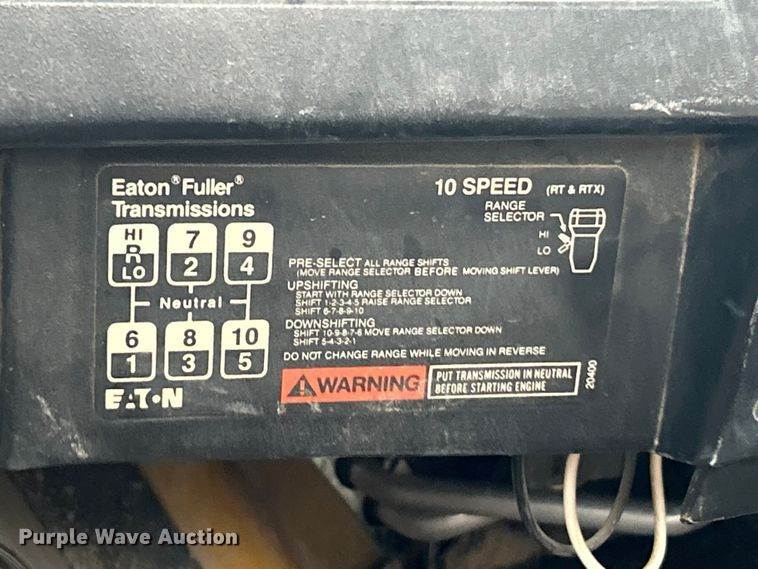 Eaton® Fuller®
Transmissions
10 SPEED (RT & RTX)
RANGE
SELECTOR
HI
LO
HI 7 9
R
LO 2 4
Neutral
6 8 10
1 3 5
PRE-SELECT ALL RANGE SHIFTS
(MOVE RANGE SELECTOR BEFORE MOVING SHIFT LEVER)
UPSHIFTING
START WITH RANGE SELECTOR DOWN
SHIFT 1-2-3-4-5 RAISE RANGE SELECTOR
SHIFT 6-7-8-9-10
DOWNSHIFTING
SHIFT 10-9-8-7-6 MOVE RANGE SELECTOR DOWN
SHIFT 5-4-3-2-1
DO NOT CHANGE RANGE WHILE MOVING IN REVERSE
EATON
WARNING
PUT TRANSMISSION IN NEUTRAL
BEFORE STARTING ENGINE
20400
Purple Wave Auction